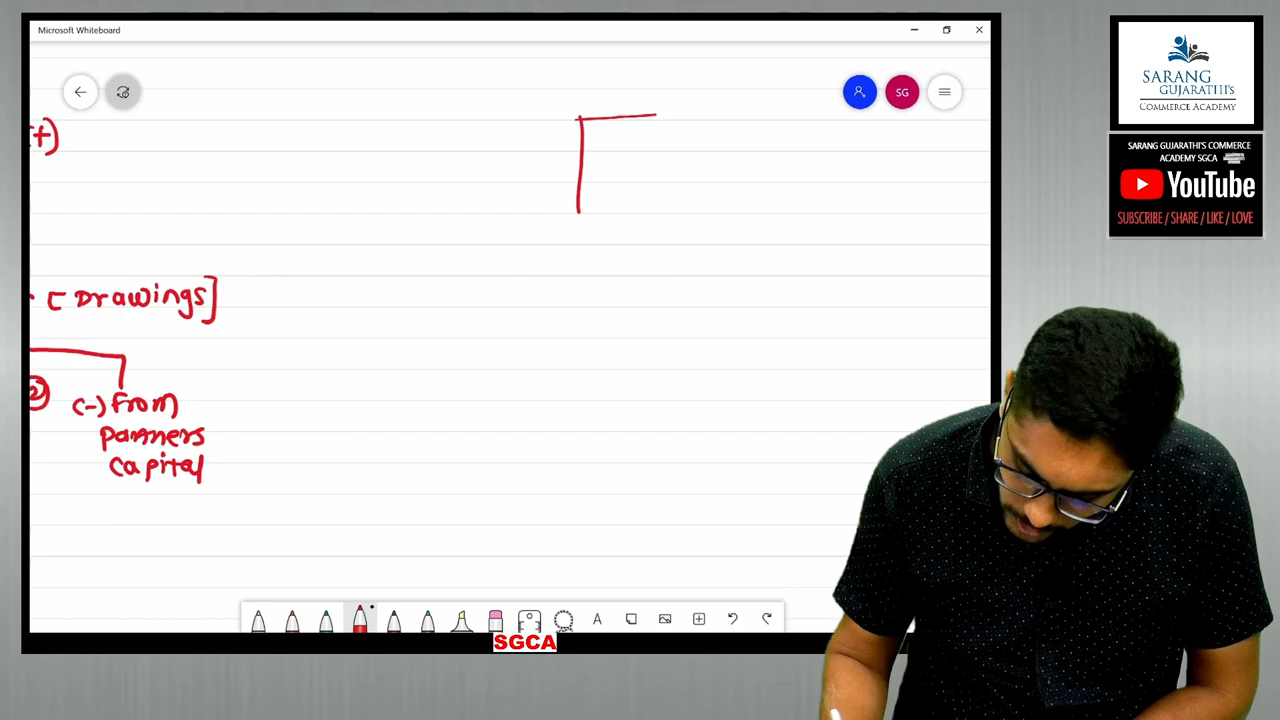 Microsoft Whiteboard
SG
(+)
- [Drawings]
② (-) From
partners
capital
SGCA
SARANG
GUJARATHI'S
COMMERCE ACADEMY
SARANG GUJARATHI'S COMMERCE
ACADEMY SGCA
YouTube
SUBSCRIBE / SHARE / LIKE / LOVE